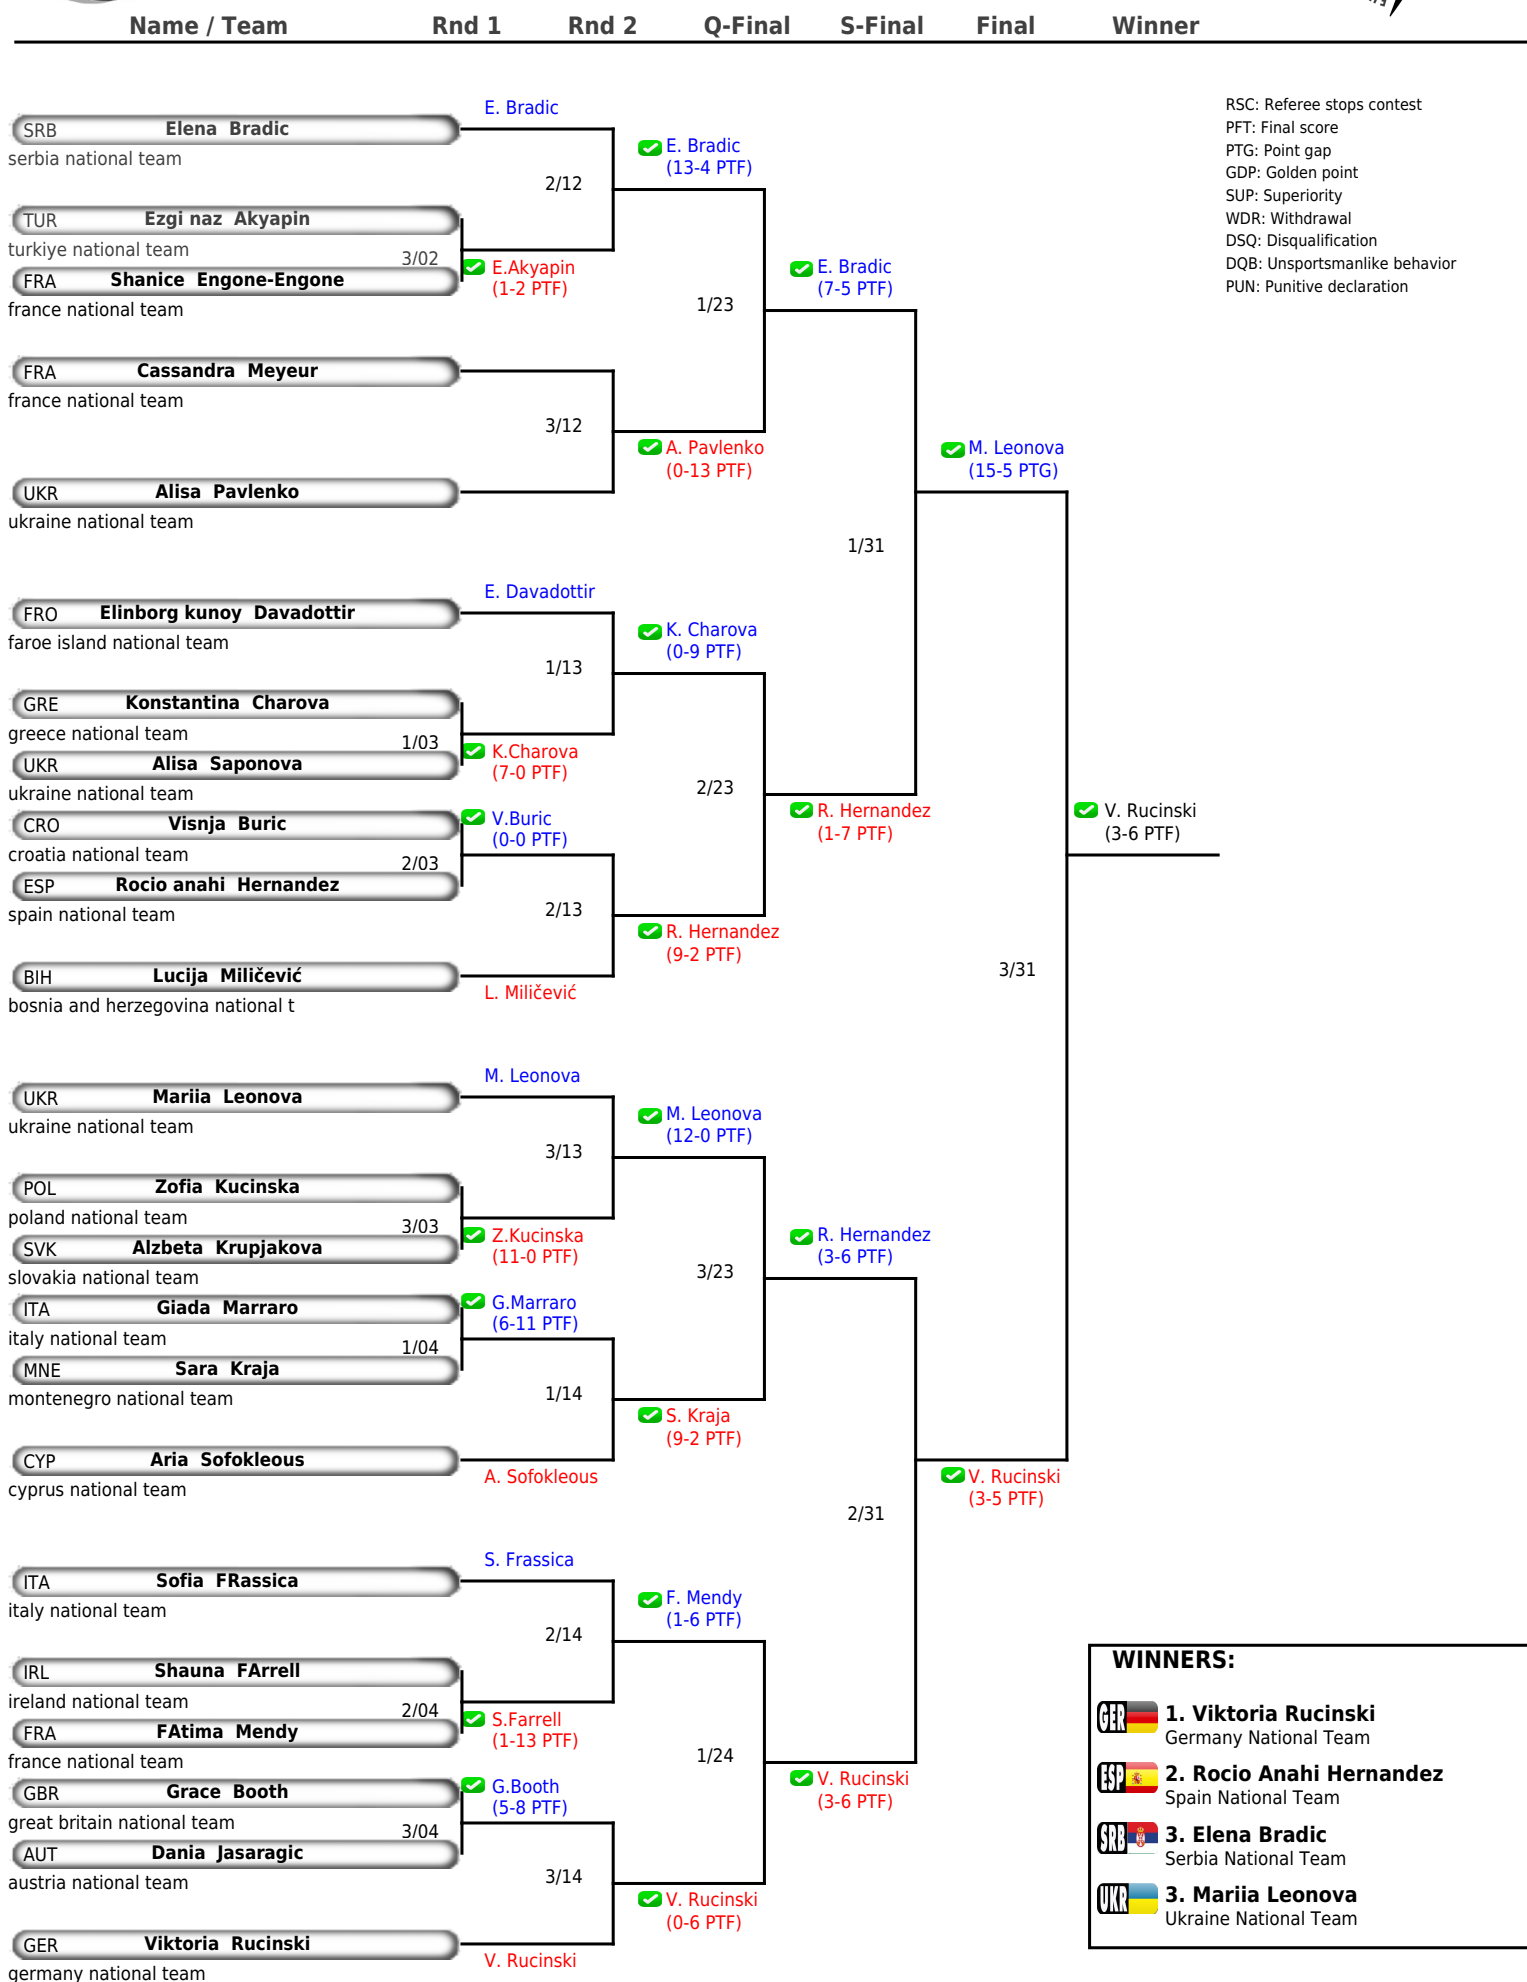 Name / Team Rnd 1 Rnd 2 Q-Final S-Final Final Winner
RSC: Referee stops contest
PFT: Final score
PTG: Point gap
GDP: Golden point
SUP: Superiority
WDR: Withdrawal
DSQ: Disqualification
DQB: Unsportsmanlike behavior
PUN: Punitive declaration
E. Bradic
SRB Elena Bradic
serbia national team
E. Bradic
(13-4 PTF)
2/12
TUR Ezgi naz Akyapin
turkiye national team
3/02
FRA Shanice Engone-Engone
france national team
E.Akyapin
(1-2 PTF)
E. Bradic
(7-5 PTF)
1/23
FRA Cassandra Meyeur
france national team
3/12
A. Pavlenko
(0-13 PTF)
M. Leonova
(15-5 PTG)
UKR Alisa Pavlenko
ukraine national team
1/31
E. Davadottir
FRO Elinborg kunoy Davadottir
faroe island national team
K. Charova
(0-9 PTF)
1/13
GRE Konstantina Charova
greece national team
1/03
UKR Alisa Saponova
ukraine national team
K.Charova
(7-0 PTF)
2/23
CRO Visnja Buric
croatia national team
V.Buric
(0-0 PTF)
2/03
R. Hernandez
(1-7 PTF)
V. Rucinski
(3-6 PTF)
ESP Rocio anahi Hernandez
spain national team
2/13
R. Hernandez
(9-2 PTF)
BIH Lucija Miličević
bosnia and herzegovina national t
L. Miličević
3/31
M. Leonova
UKR Mariia Leonova
ukraine national team
M. Leonova
(12-0 PTF)
3/13
POL Zofia Kucinska
poland national team
3/03
SVK Alzbeta Krupjakova
slovakia national team
Z.Kucinska
(11-0 PTF)
R. Hernandez
(3-6 PTF)
3/23
ITA Giada Marraro
italy national team
G.Marraro
(6-11 PTF)
1/04
MNE Sara Kraja
montenegro national team
1/14
S. Kraja
(9-2 PTF)
CYP Aria Sofokleous
cyprus national team
A. Sofokleous
V. Rucinski
(3-5 PTF)
2/31
S. Frassica
ITA Sofia FRassica
italy national team
F. Mendy
(1-6 PTF)
2/14
IRL Shauna FArrell
ireland national team
2/04
FRA FAtima Mendy
france national team
S.Farrell
(1-13 PTF)
1/24
GBR Grace Booth
great britain national team
G.Booth
(5-8 PTF)
3/04
V. Rucinski
(3-6 PTF)
AUT Dania Jasaragic
austria national team
3/14
V. Rucinski
(0-6 PTF)
GER Viktoria Rucinski
germany national team
V. Rucinski
WINNERS:
GER 1. Viktoria Rucinski
Germany National Team
ESP 2. Rocio Anahi Hernandez
Spain National Team
SRB 3. Elena Bradic
Serbia National Team
UKR 3. Mariia Leonova
Ukraine National Team